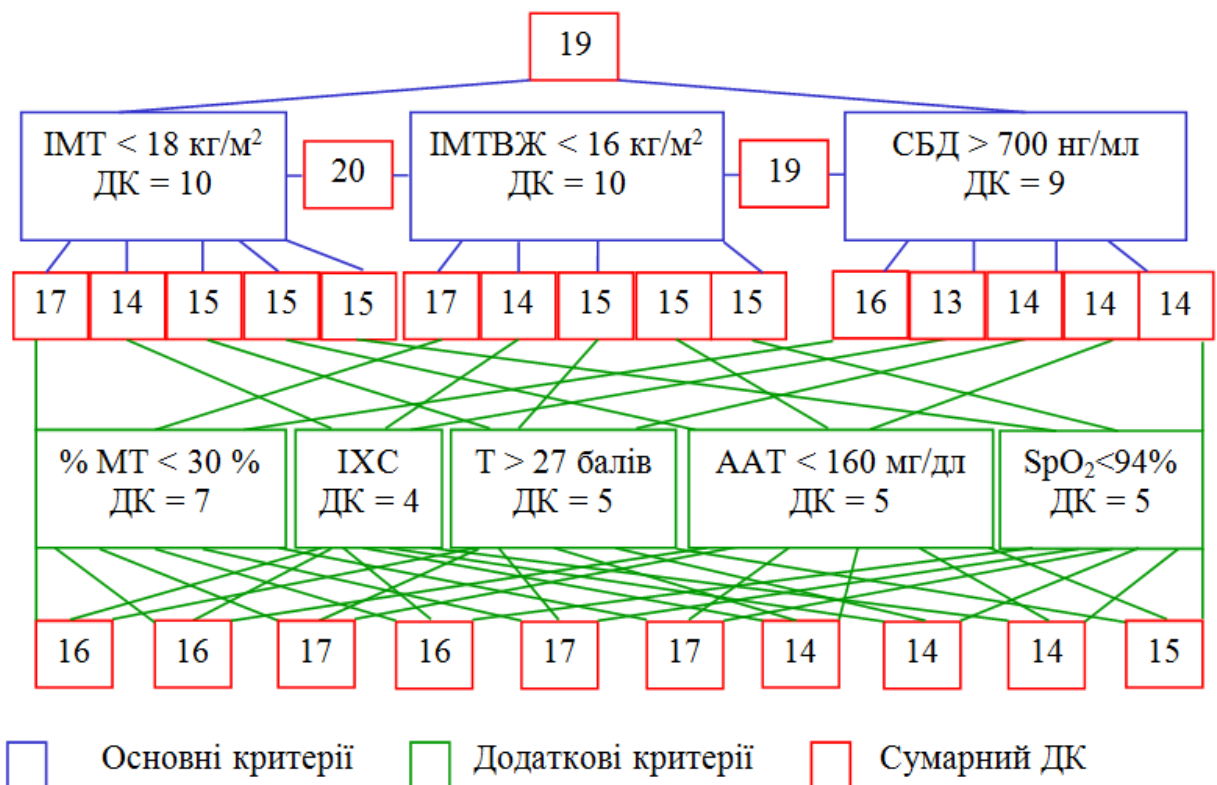 19
ІМТ < 18 кг/м²
ДК = 10
20
ІМТВЖ < 16 кг/м²
ДК = 10
19
СБД > 700 нг/мл
ДК = 9
17 14 15 15 15 17 14 15 15 15 16 13 14 14 14
% МТ < 30 %
ДК = 7
ІХС
ДК = 4
Т > 27 балів
ДК = 5
ААТ < 160 мг/дл
ДК = 5
SpO₂<94%
ДК = 5
16 16 17 16 17 17 14 14 14 15
Основні критерії
Додаткові критерії
Сумарний ДК